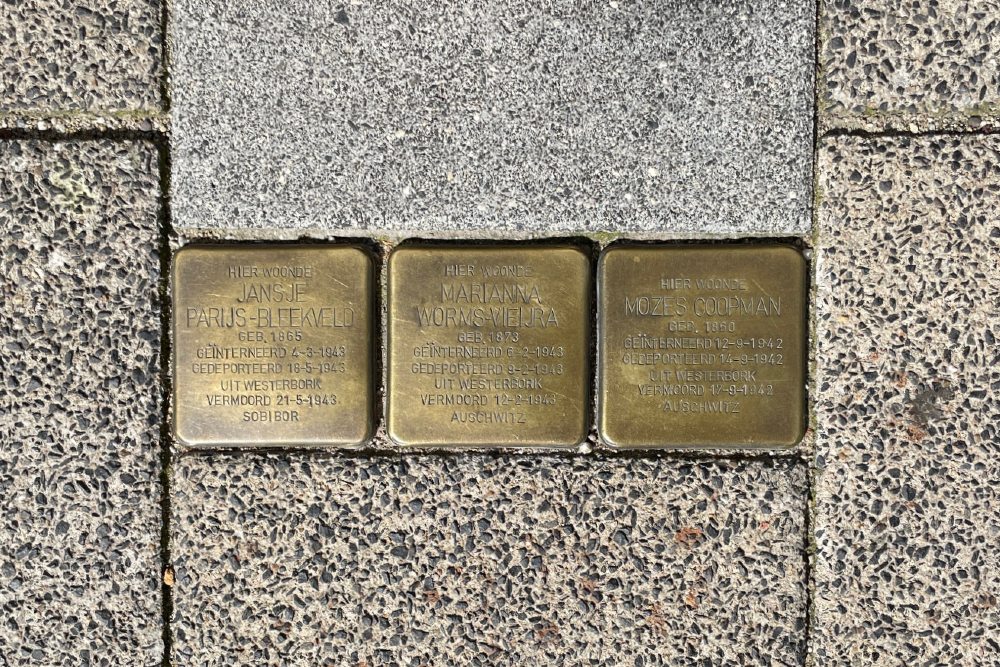 HIER WOONDE
JANSJE
PARIJS-BLEEKVELD
GEB. 1865
GEÏNTERNEERD 4-3-1943
GEDEPORTEERD 18-5-1943
UIT WESTERBORK
VERMOORD 21-5-1943
SOBIBOR
HIER WOONDE
MARIANNA
WORMS-VIEIJRA
GEB. 1873
GEÏNTERNEERD 6-2-1943
GEDEPORTEERD 9-2-1943
UIT WESTERBORK
VERMOORD 12-2-1943
AUSCHWITZ
HIER WOONDE
MOZES COOPMAN
GEB. 1860
GEÏNTERNEERD 12-9-1942
GEDEPORTEERD 14-9-1942
UIT WESTERBORK
VERMOORD 17-9-1942
AUSCHWITZ